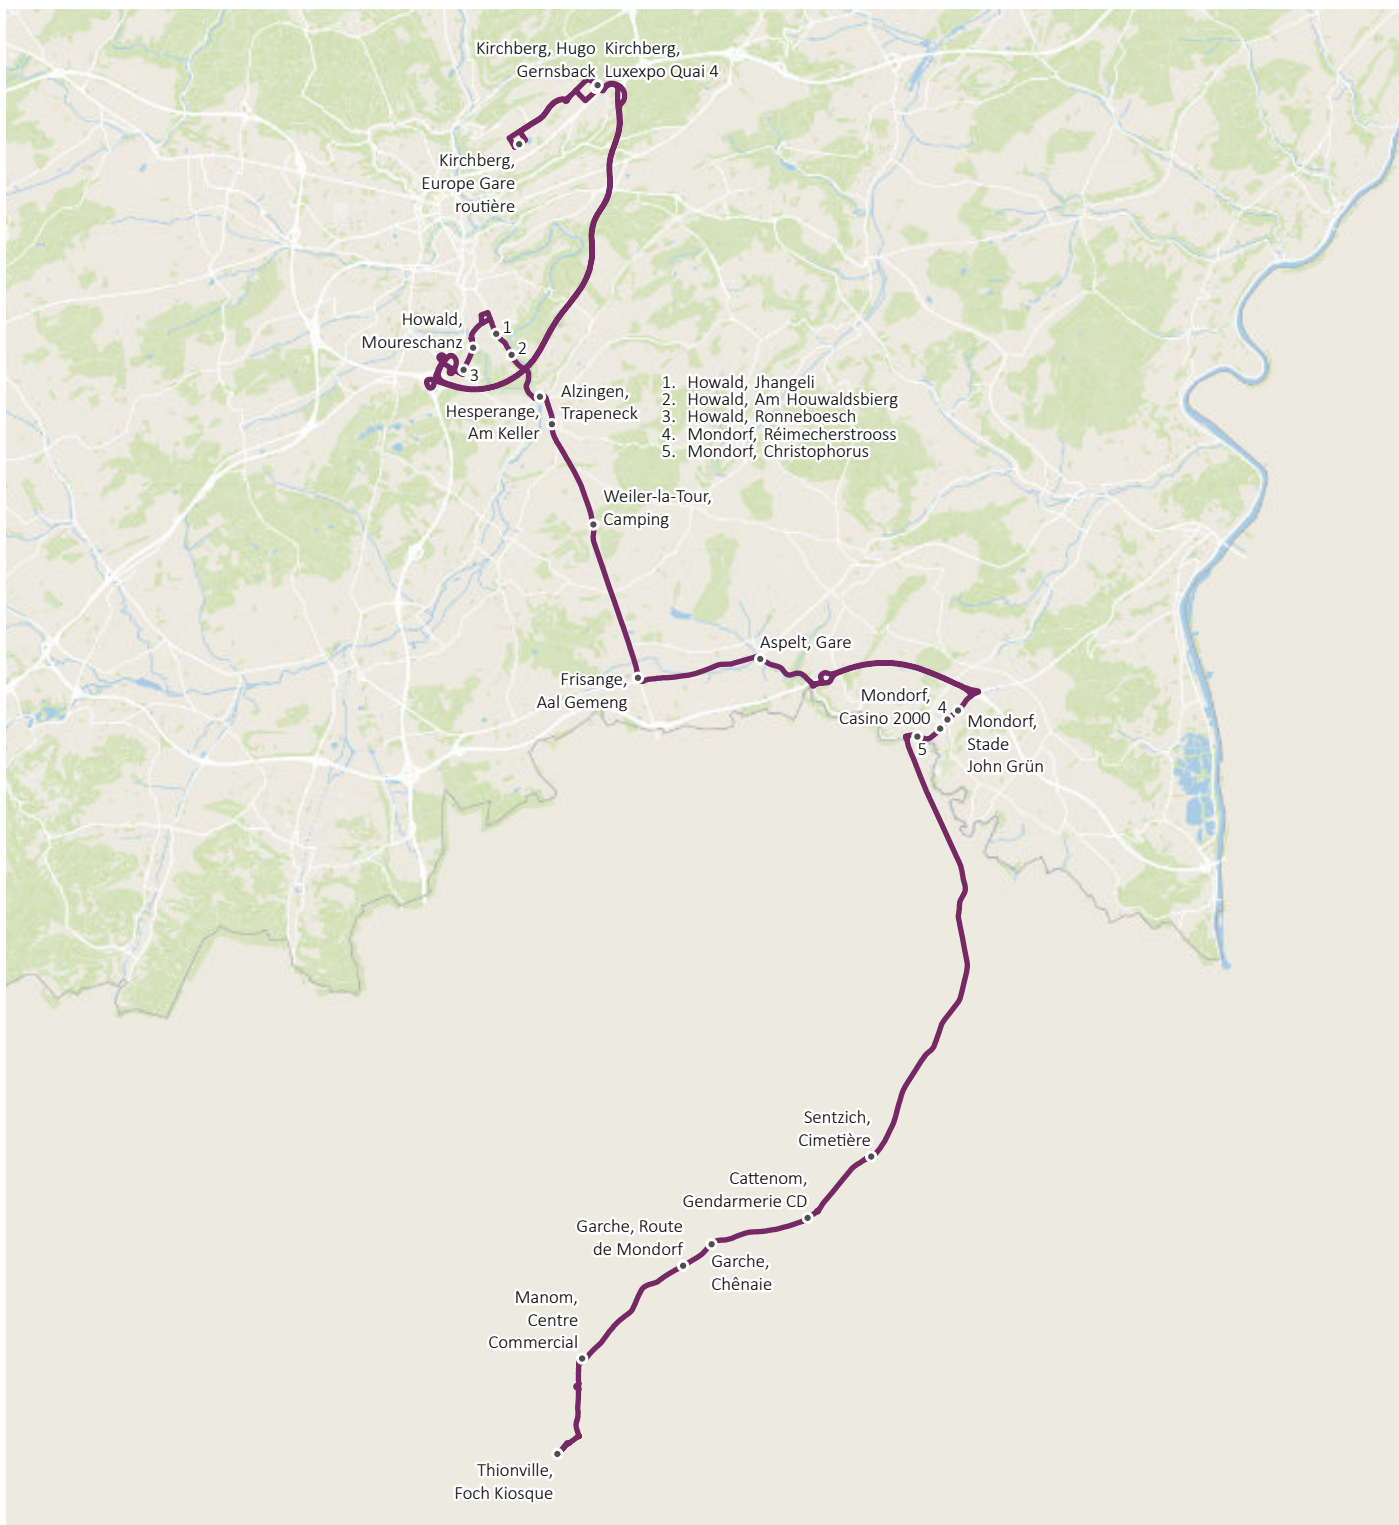 Kirchberg, Hugo
Gernsback
Kirchberg,
Luxexpo Quai 4
Kirchberg,
Europe Gare
routière
Howald,
Moureschanz
1
2
3
Alzingen,
Trapeneck
Hesperange,
Am Keller
1. Howald, Jhangeli
2. Howald, Am Houwaldsbierg
3. Howald, Ronneboesch
4. Mondorf, Réimecherstrooss
5. Mondorf, Christophorus
Weiler-la-Tour,
Camping
Aspelt, Gare
Frisange,
Aal Gemeng
Mondorf,
Casino 2000
4
5
Mondorf,
Stade
John Grün
Sentzich,
Cimetière
Cattenom,
Gendarmerie CD
Garche, Route
de Mondorf
Garche,
Chênaie
Manom,
Centre
Commercial
Thionville,
Foch Kiosque